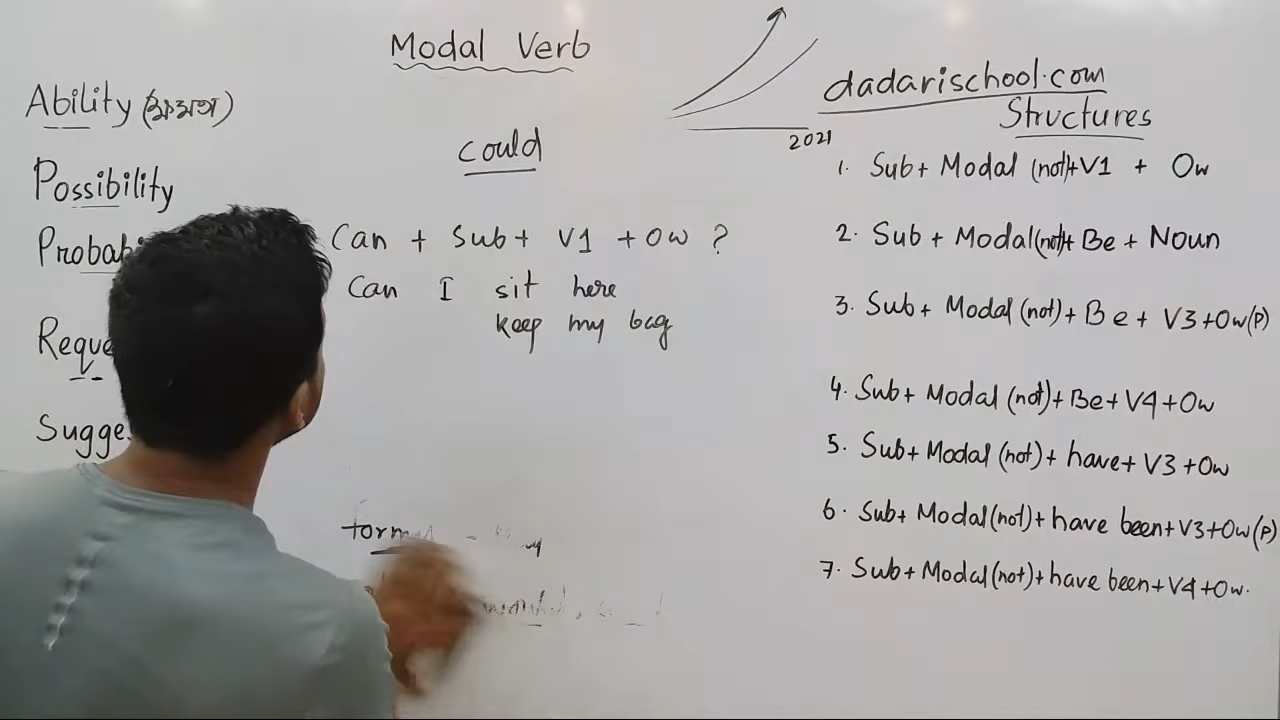 Modal Verb
Ability (ক্ষমতা)
Possibility
Probabi
Reque
Sugges
could
Can + Sub + V1 + Ow ?
Can I sit here
keep my bag
2021
dadarischool.com
Structures
1. Sub + Modal (not)+V1 + Ow
2. Sub + Modal(not)+ Be + Noun
3. Sub + Modal (not) + Be + V3+Ow(P)
4. Sub + Modal (not)+Be+V4+Ow
5. Sub+Modal (not) + have+V3+Ow
6. Sub+ Modal(not)+have been+V3+Ow(P)
7. Sub+Modal(not)+have been+V4+Ow.